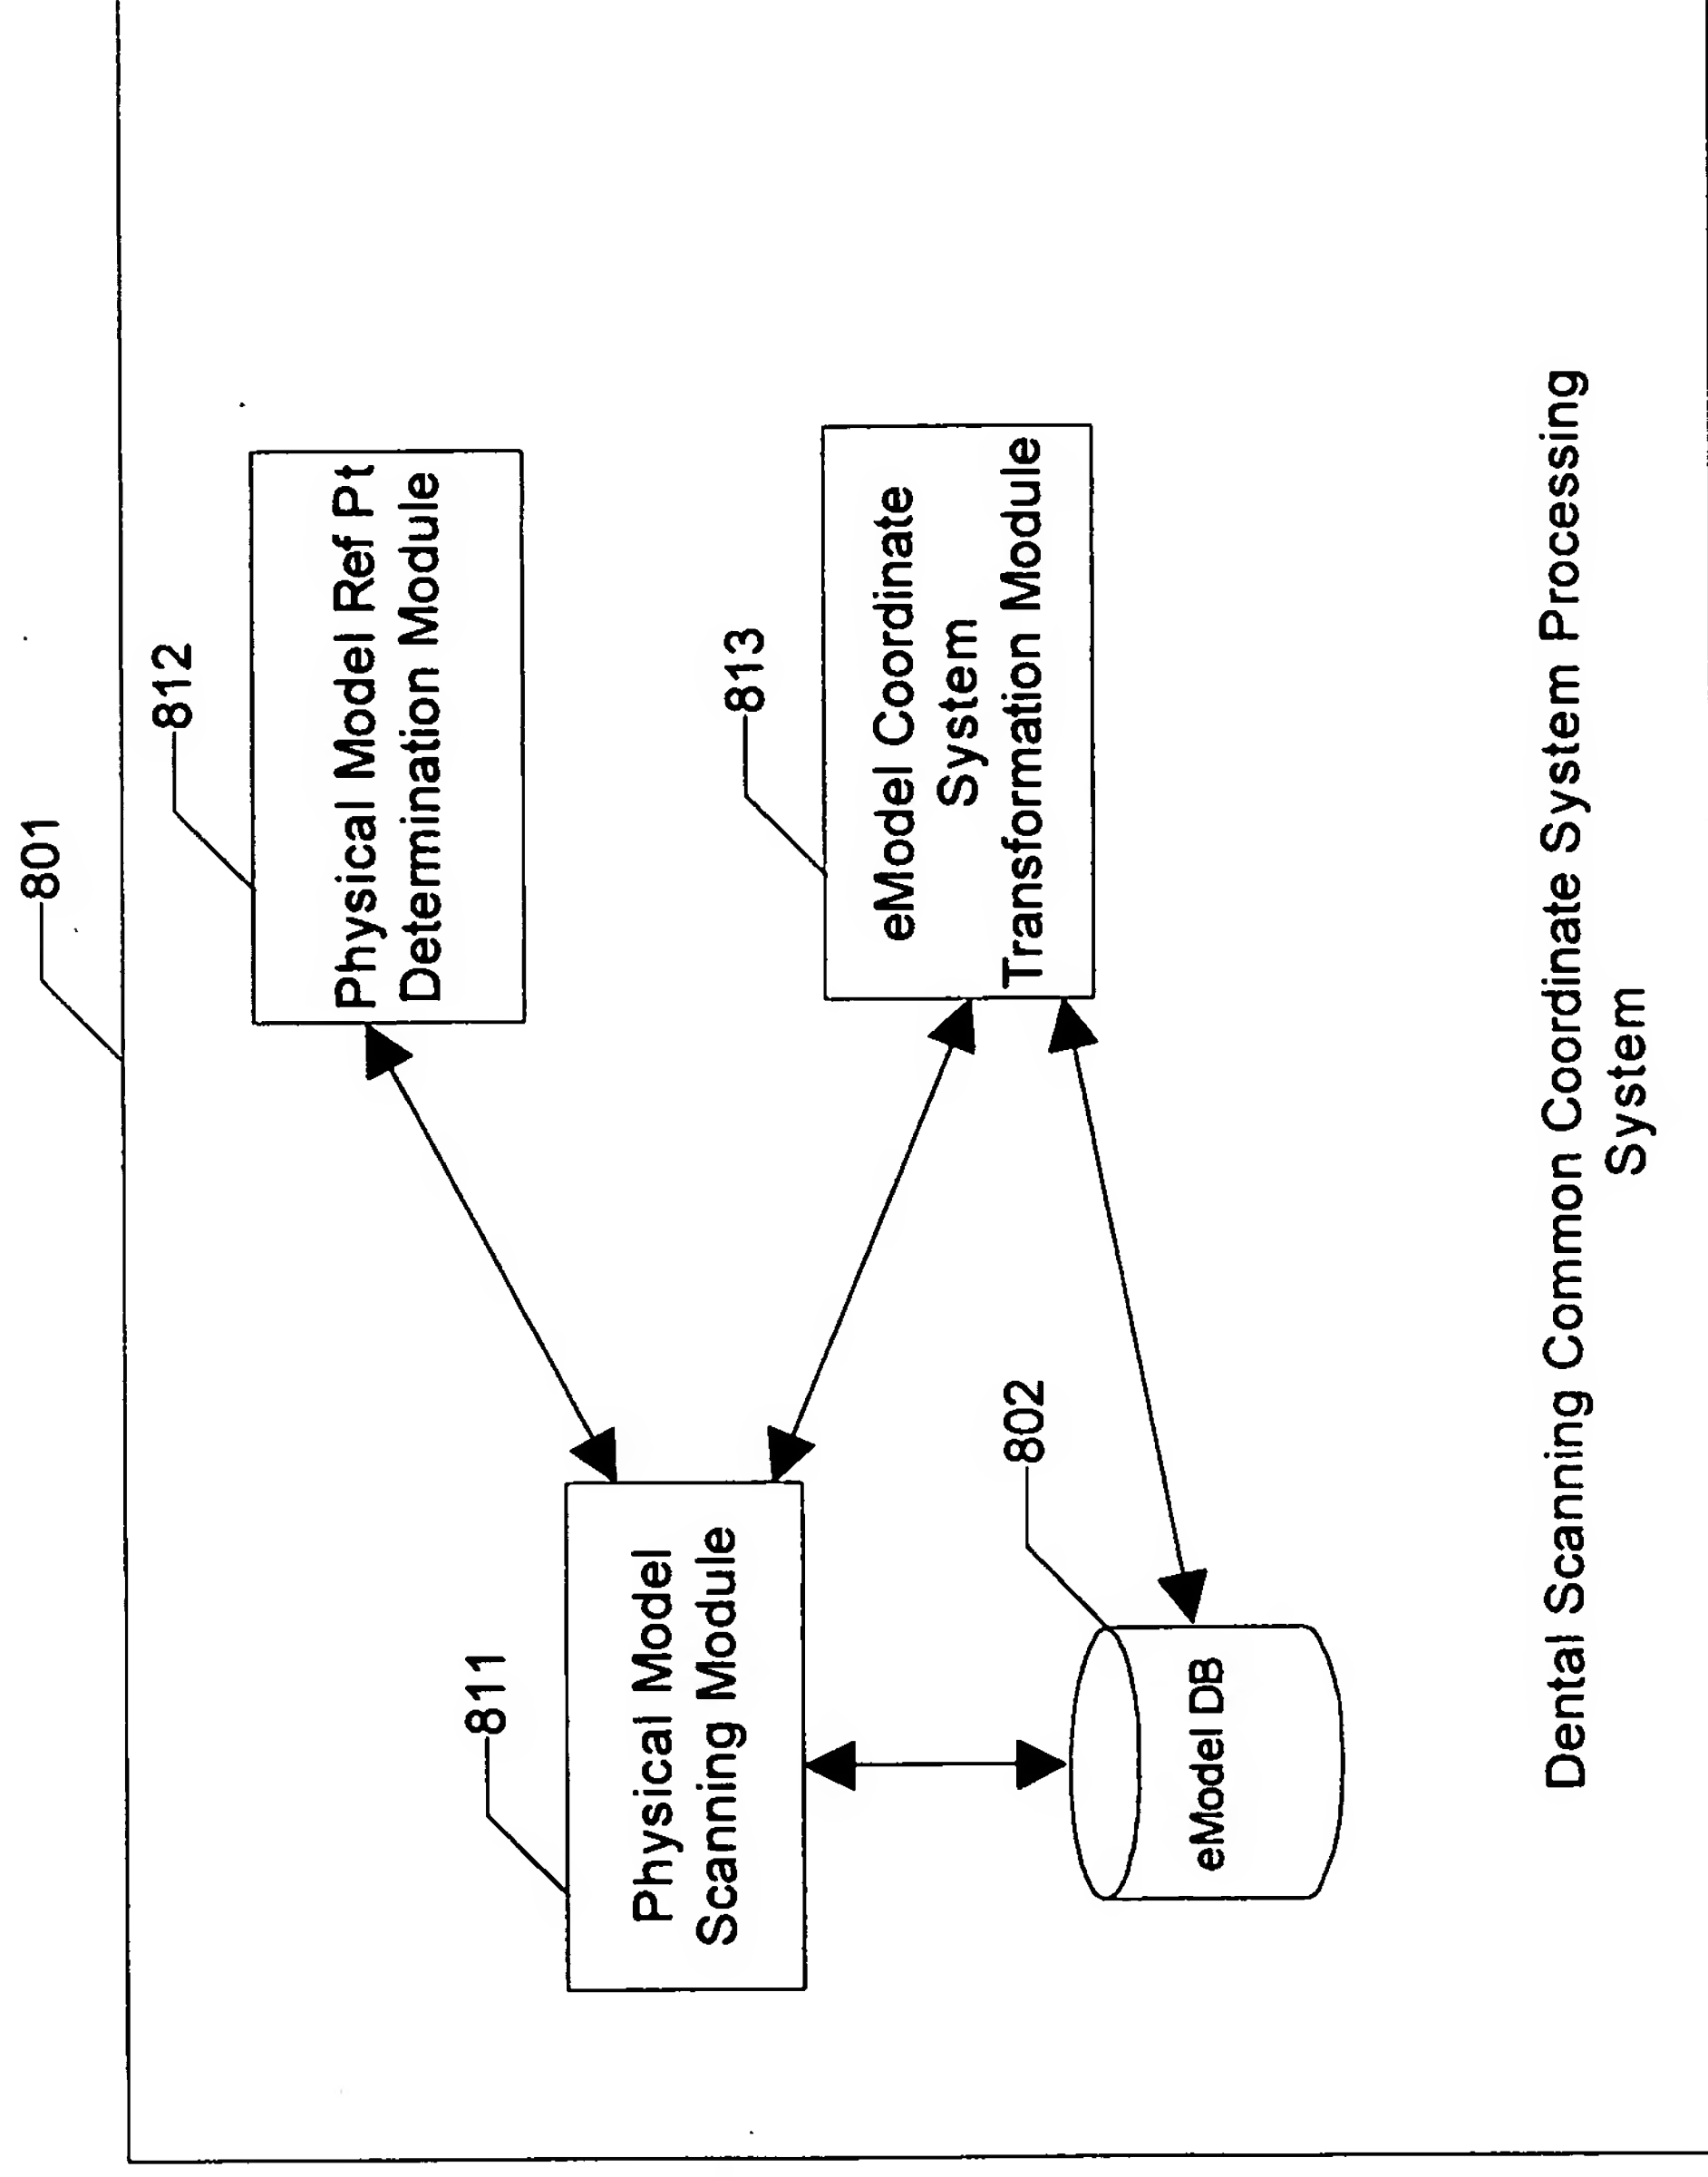 801
812
Physical Model Ref Pt
Determination Module
811
Physical Model
Scanning Module
813
eModel Coordinate
System
Transformation Module
802
eModel DB
Dental Scanning Common Coordinate System Processing
System